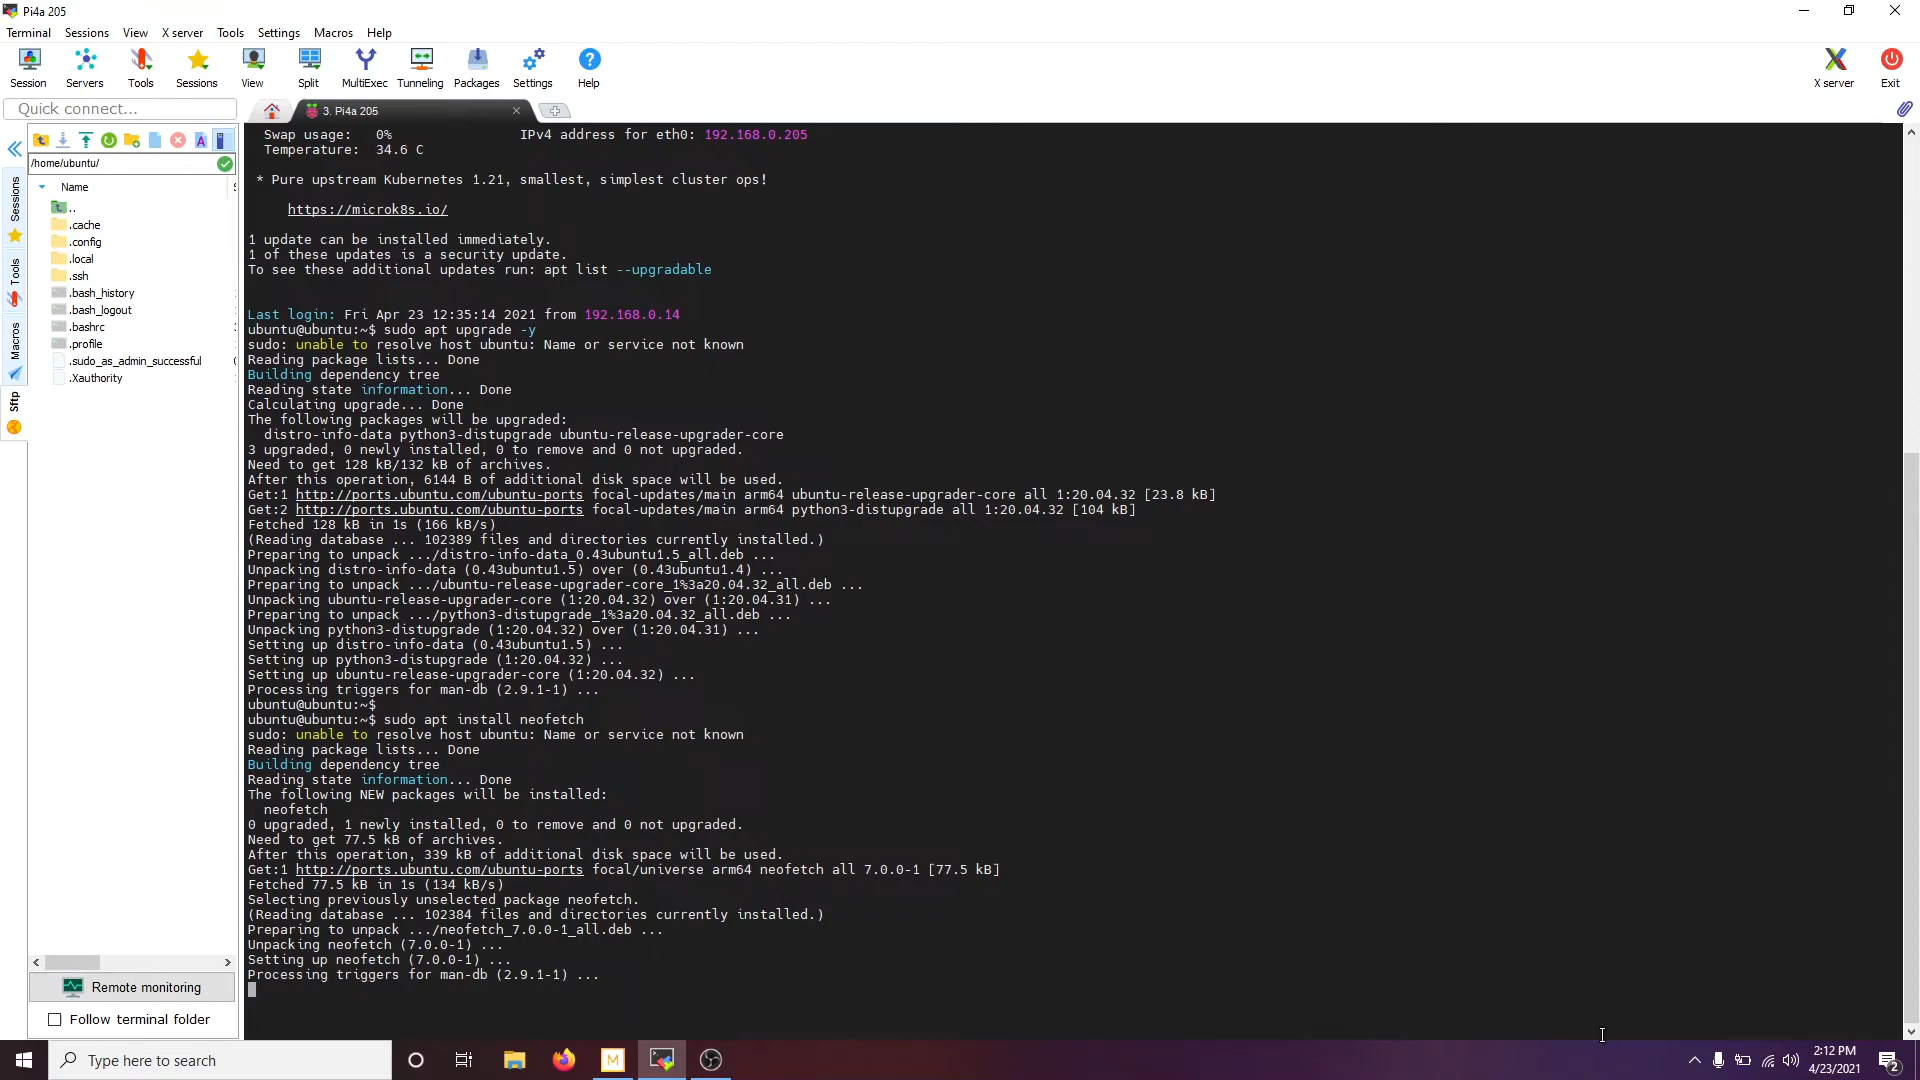 Pi4a 205
Terminal Sessions View X server Tools Settings Macros Help
Session Servers Tools Sessions View Split MultiExec Tunneling Packages Settings Help X server Exit
Quick connect...
3. Pi4a 205
/home/ubuntu/
Name
..
.cache
.config
.local
.ssh
.bash_history
.bash_logout
.bashrc
.profile
.sudo_as_admin_successful
.Xauthority
Sessions
Tools
Macros
Sftp
Remote monitoring
Follow terminal folder
Swap usage: 0% IPv4 address for eth0: 192.168.0.205
Temperature: 34.6 C
* Pure upstream Kubernetes 1.21, smallest, simplest cluster ops!
https://microk8s.io/
1 update can be installed immediately.
1 of these updates is a security update.
To see these additional updates run: apt list --upgradable
Last login: Fri Apr 23 12:35:14 2021 from 192.168.0.14
ubuntu@ubuntu:~$ sudo apt upgrade -y
sudo: unable to resolve host ubuntu: Name or service not known
Reading package lists... Done
Building dependency tree
Reading state information... Done
Calculating upgrade... Done
The following packages will be upgraded:
distro-info-data python3-distupgrade ubuntu-release-upgrader-core
3 upgraded, 0 newly installed, 0 to remove and 0 not upgraded.
Need to get 128 kB/132 kB of archives.
After this operation, 6144 B of additional disk space will be used.
Get:1 http://ports.ubuntu.com/ubuntu-ports focal-updates/main arm64 ubuntu-release-upgrader-core all 1:20.04.32 [23.8 kB]
Get:2 http://ports.ubuntu.com/ubuntu-ports focal-updates/main arm64 python3-distupgrade all 1:20.04.32 [104 kB]
Fetched 128 kB in 1s (166 kB/s)
(Reading database ... 102389 files and directories currently installed.)
Preparing to unpack .../distro-info-data_0.43ubuntu1.5_all.deb ...
Unpacking distro-info-data (0.43ubuntu1.5) over (0.43ubuntu1.4) ...
Preparing to unpack .../ubuntu-release-upgrader-core_1%3a20.04.32_all.deb ...
Unpacking ubuntu-release-upgrader-core (1:20.04.32) over (1:20.04.31) ...
Preparing to unpack .../python3-distupgrade_1%3a20.04.32_all.deb ...
Unpacking python3-distupgrade (1:20.04.32) over (1:20.04.31) ...
Setting up distro-info-data (0.43ubuntu1.5) ...
Setting up python3-distupgrade (1:20.04.32) ...
Setting up ubuntu-release-upgrader-core (1:20.04.32) ...
Processing triggers for man-db (2.9.1-1) ...
ubuntu@ubuntu:~$
ubuntu@ubuntu:~$ sudo apt install neofetch
sudo: unable to resolve host ubuntu: Name or service not known
Reading package lists... Done
Building dependency tree
Reading state information... Done
The following NEW packages will be installed:
neofetch
0 upgraded, 1 newly installed, 0 to remove and 0 not upgraded.
Need to get 77.5 kB of archives.
After this operation, 339 kB of additional disk space will be used.
Get:1 http://ports.ubuntu.com/ubuntu-ports focal/universe arm64 neofetch all 7.0.0-1 [77.5 kB]
Fetched 77.5 kB in 1s (134 kB/s)
Selecting previously unselected package neofetch.
(Reading database ... 102384 files and directories currently installed.)
Preparing to unpack .../neofetch_7.0.0-1_all.deb ...
Unpacking neofetch (7.0.0-1) ...
Setting up neofetch (7.0.0-1) ...
Processing triggers for man-db (2.9.1-1) ...
Type here to search
2:12 PM
4/23/2021
2